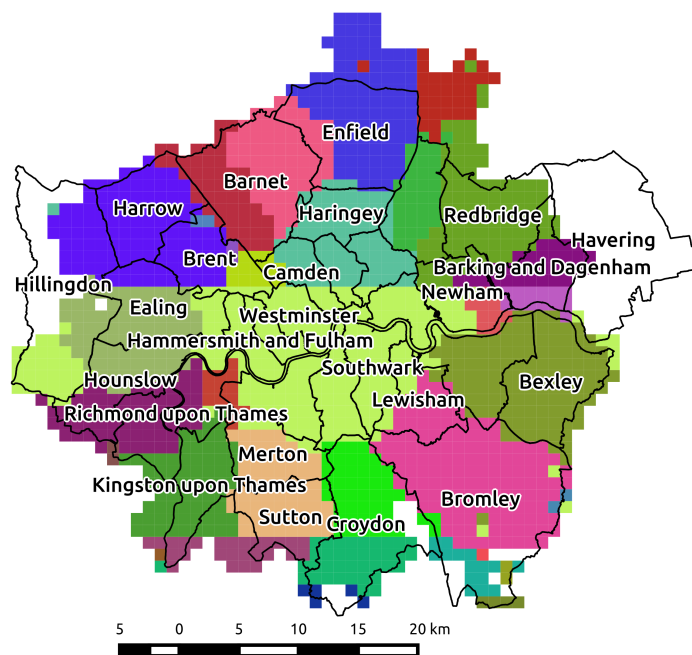 Enfield
Barnet
Harrow
Haringey
Redbridge
Havering
Brent
Camden
Barking and Dagenham
Hillingdon
Newham
Ealing
Westminster
Hammersmith and Fulham
Southwark
Hounslow
Bexley
Lewisham
Richmond upon Thames
Merton
Kingston upon Thames
Bromley
Sutton
Croydon
5 0 5 10 15 20 km